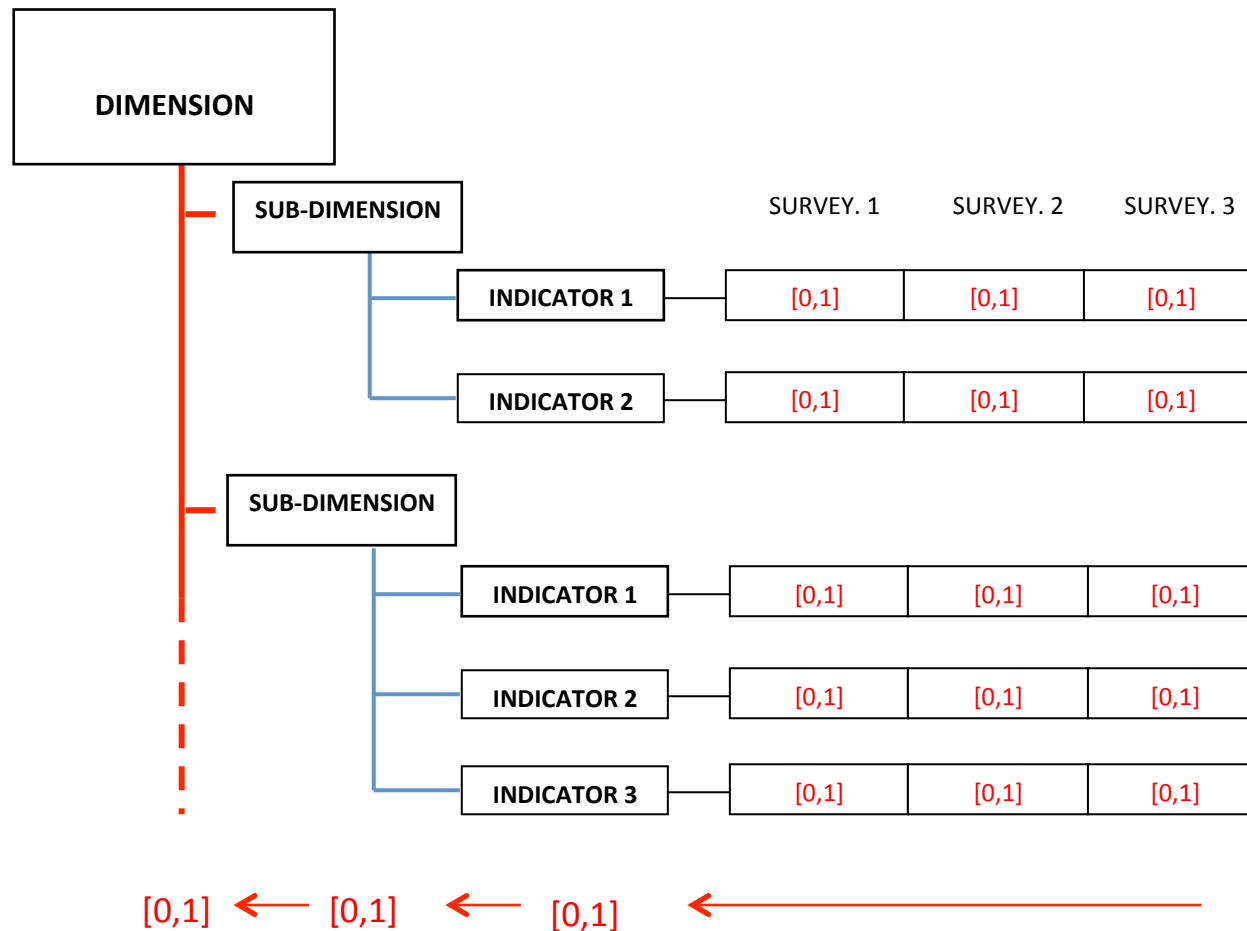 DIMENSION
SUB-DIMENSION
SURVEY. 1 SURVEY. 2 SURVEY. 3
INDICATOR 1 [0,1] [0,1] [0,1]
INDICATOR 2 [0,1] [0,1] [0,1]
SUB-DIMENSION
INDICATOR 1 [0,1] [0,1] [0,1]
INDICATOR 2 [0,1] [0,1] [0,1]
INDICATOR 3 [0,1] [0,1] [0,1]
[0,1] [0,1] [0,1]